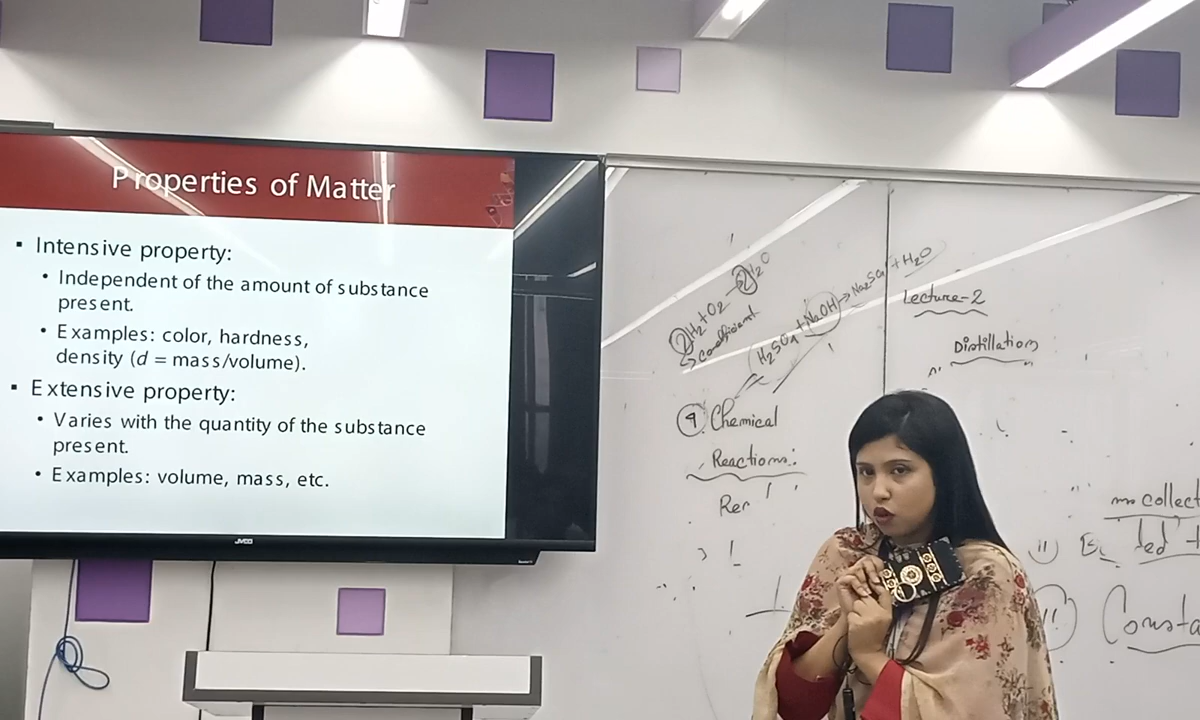 Properties of Matter
▪ Intensive property:
• Independent of the amount of substance
present.
• Examples: color, hardness,
density (d = mass/volume).
▪ Extensive property:
• Varies with the quantity of the substance
present.
• Examples: volume, mass, etc.
2H₂+O₂→2H₂O
Coefficient
H₂SO₄+NaOH→Na₂SO₄+H₂O
④ Chemical
Reactions:
Lecture-2
Distillation
collect